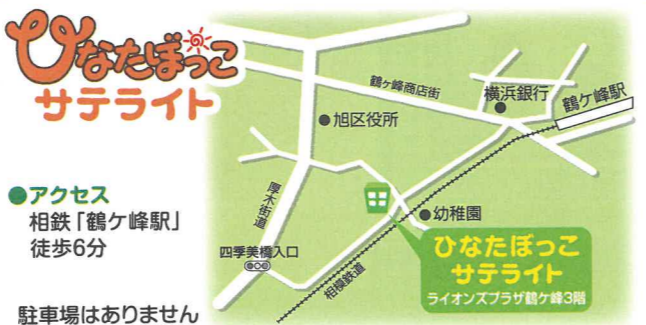 ひなたぼっこ
サテライト
●アクセス
相鉄「鶴ケ峰駅」
徒歩6分
駐車場はありません
鶴ケ峰商店街
横浜銀行
鶴ケ峰駅
旭区役所
厚木街道
幼稚園
四季美橋入口
相模鉄道
ひなたぼっこ
サテライト
ライオンズプラザ鶴ケ峰3階